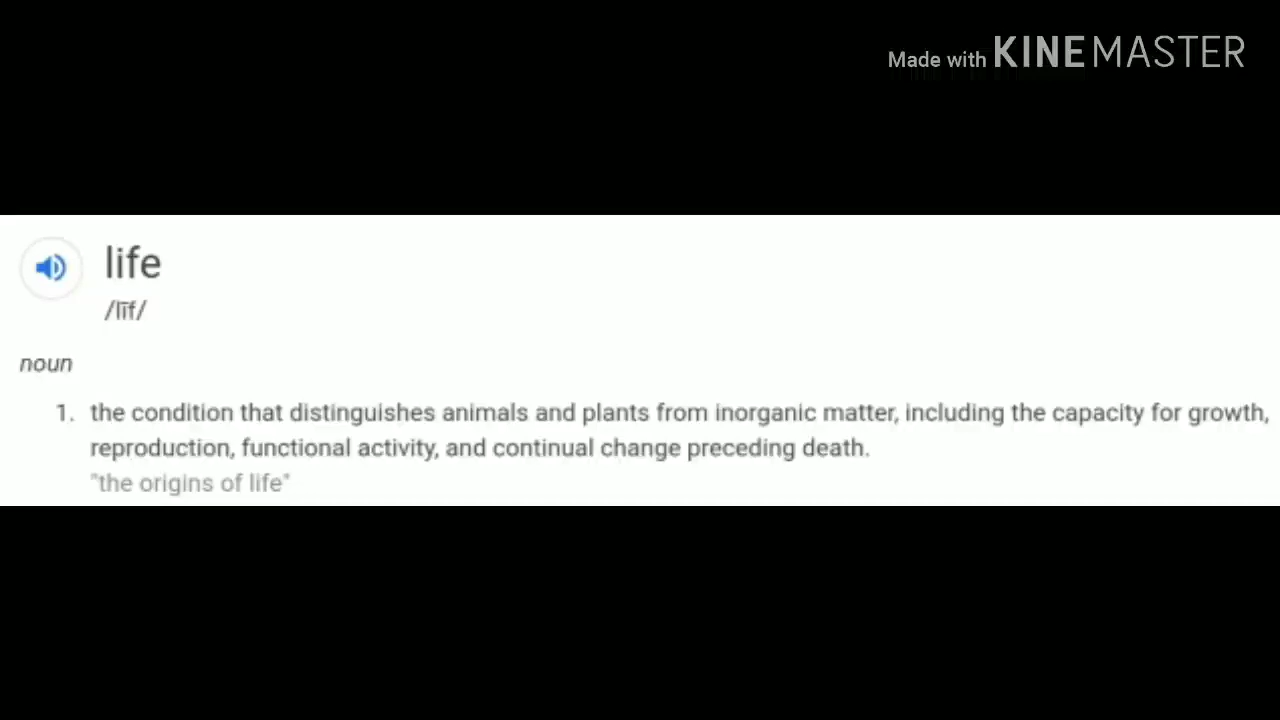 Made with KINEMASTER
life
/līf/
noun
1. the condition that distinguishes animals and plants from inorganic matter, including the capacity for growth,
reproduction, functional activity, and continual change preceding death.
"the origins of life"